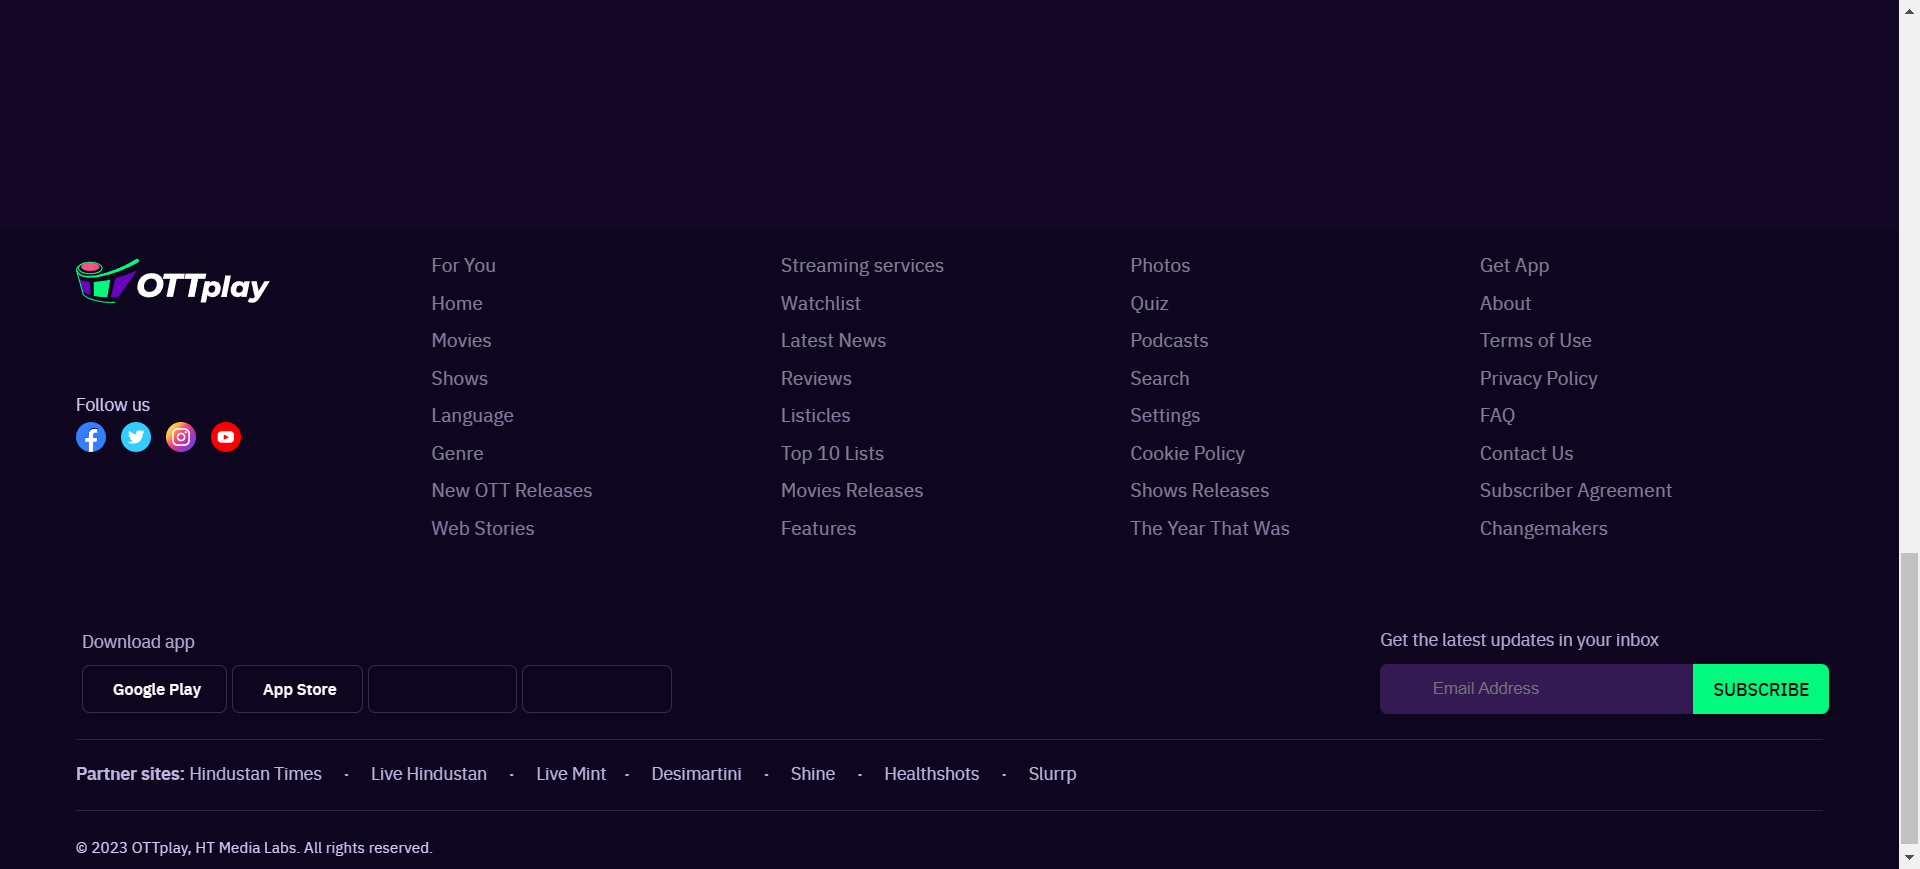 OTTplay
Follow us
For You
Home
Movies
Shows
Language
Genre
New OTT Releases
Web Stories
Streaming services
Watchlist
Latest News
Reviews
Listicles
Top 10 Lists
Movies Releases
Features
Photos
Quiz
Podcasts
Search
Settings
Cookie Policy
Shows Releases
The Year That Was
Get App
About
Terms of Use
Privacy Policy
FAQ
Contact Us
Subscriber Agreement
Changemakers
Download app
Google Play App Store
Get the latest updates in your inbox
Email Address SUBSCRIBE
Partner sites: Hindustan Times - Live Hindustan - Live Mint - Desimartini - Shine - Healthshots - Slurrp
© 2023 OTTplay, HT Media Labs. All rights reserved.